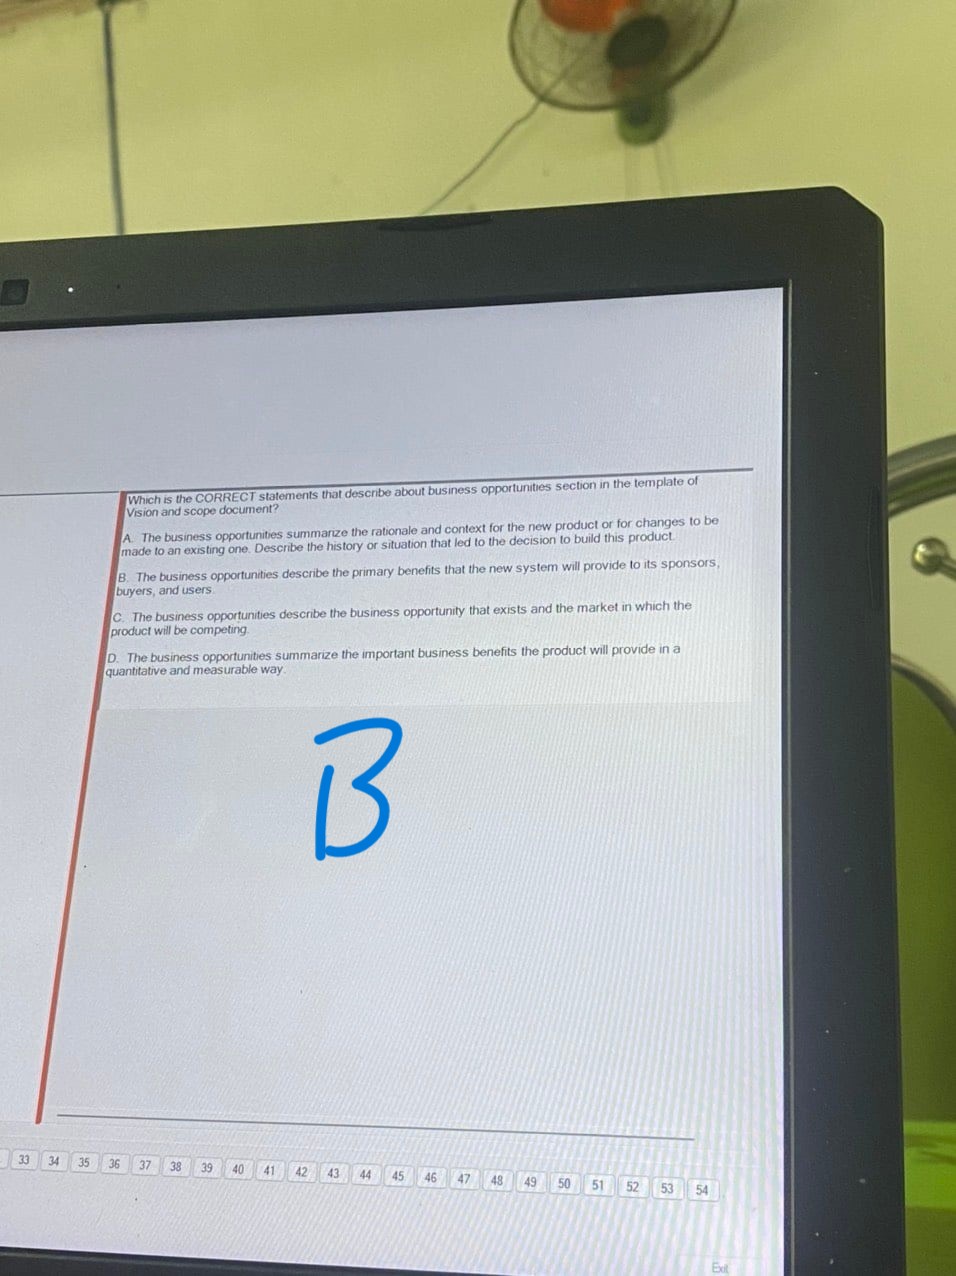 Which is the CORRECT statements that describe about business opportunities section in the template of
Vision and scope document?
A. The business opportunities summarize the rationale and context for the new product or for changes to be
made to an existing one. Describe the history or situation that led to the decision to build this product.
B. The business opportunities describe the primary benefits that the new system will provide to its sponsors,
buyers, and users.
C. The business opportunities describe the business opportunity that exists and the market in which the
product will be competing.
D. The business opportunities summarize the important business benefits the product will provide in a
quantitative and measurable way.
B
33 34 35 36 37 38 39 40 41 42 43 44 45 46 47 48 49 50 51 52 53 54
Exit